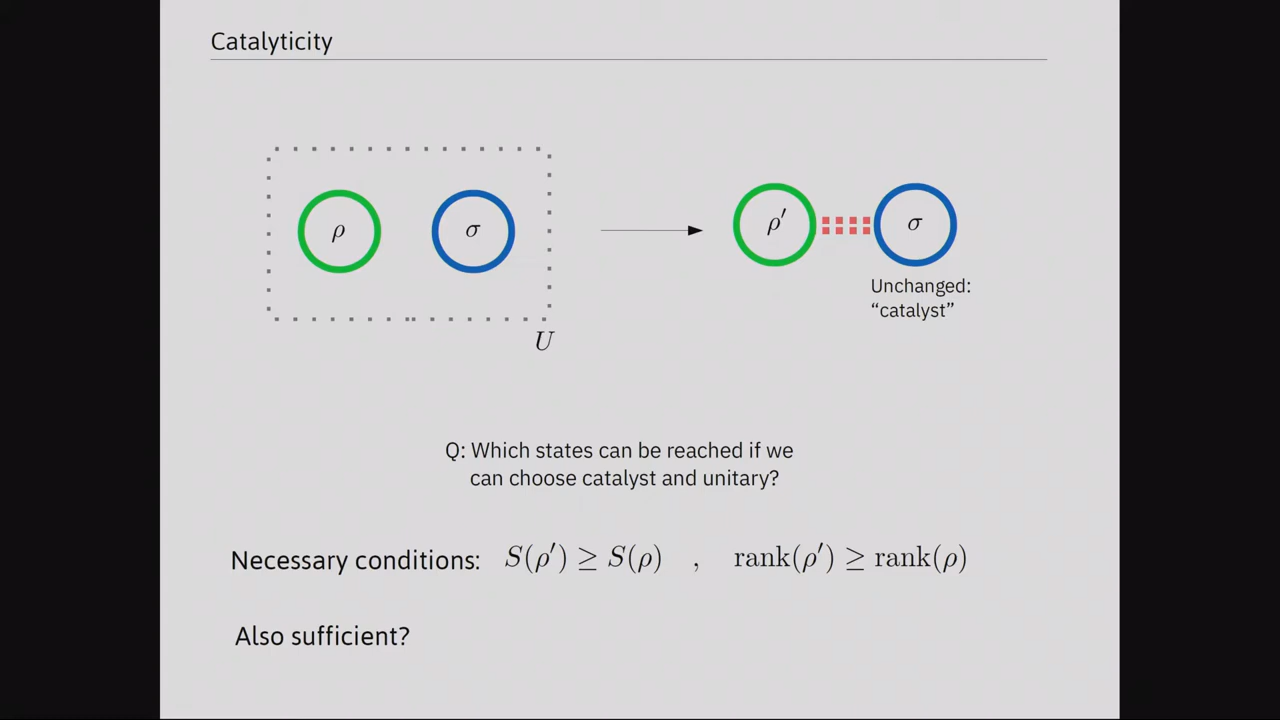 Catalyticity
ρ σ ρ′ σ
Unchanged:
“catalyst”
U
Q: Which states can be reached if we
can choose catalyst and unitary?
Necessary conditions: S(ρ′) ≥ S(ρ) , rank(ρ′) ≥ rank(ρ)
Also sufficient?